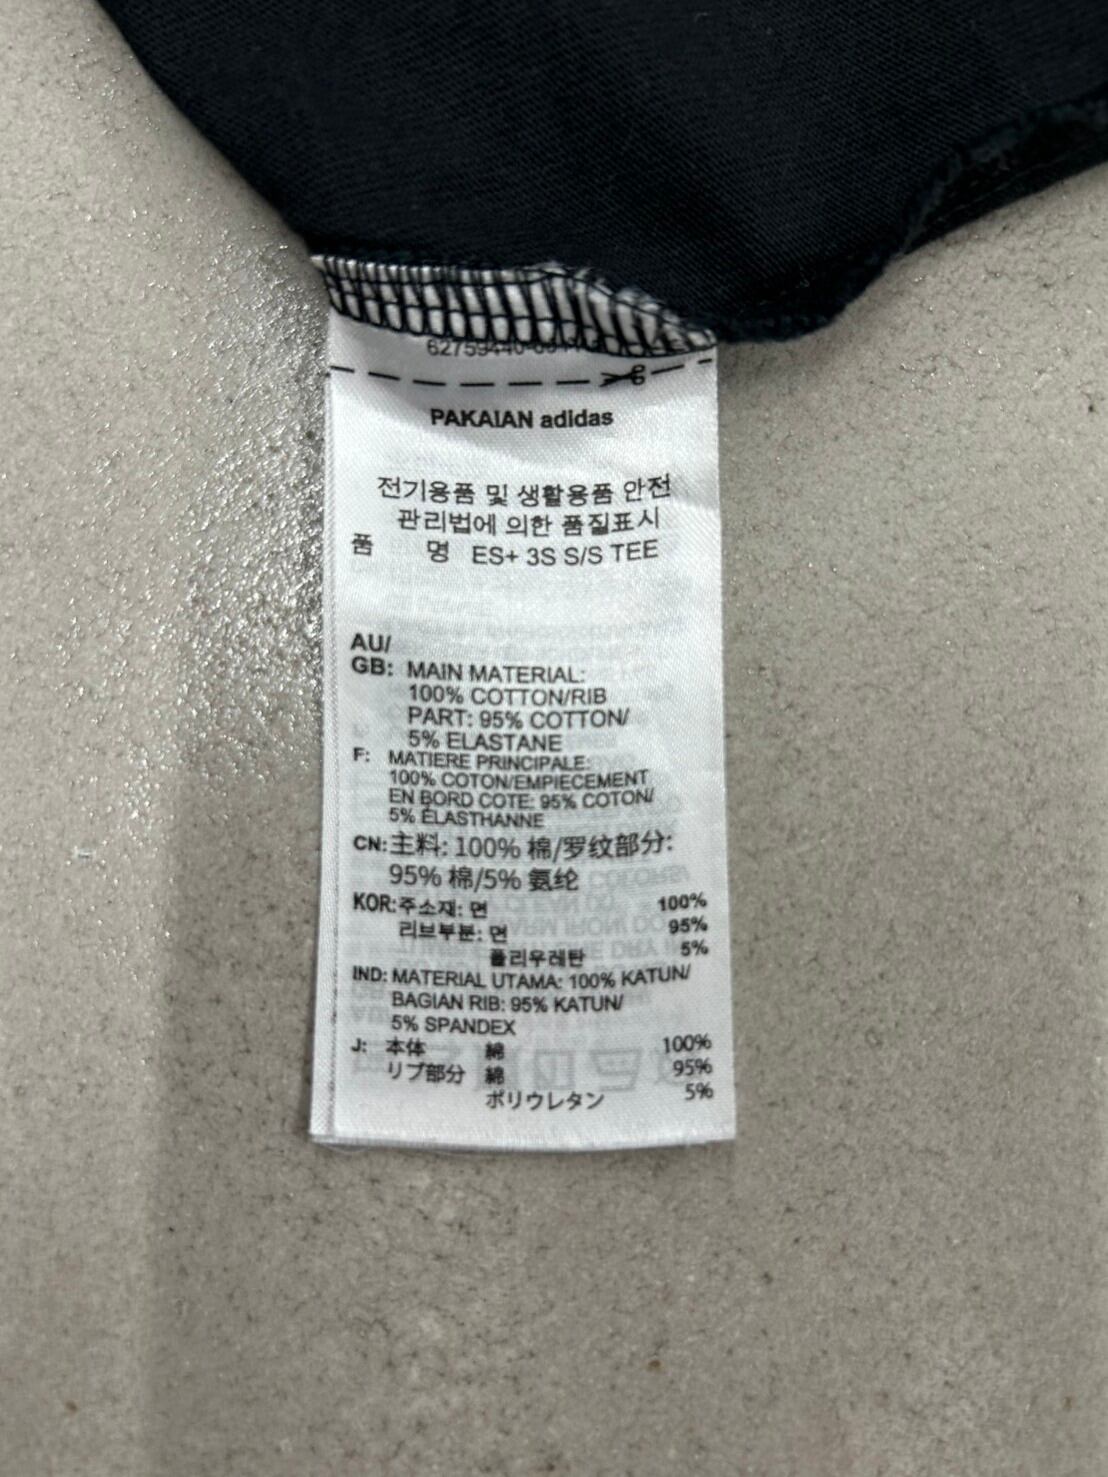 PAKAIAN adidas
전기용품 및 생활용품 안전
관리법에 의한 품질표시
품 명 ES+ 3S S/S TEE
AU/
GB: MAIN MATERIAL:
100% COTTON/RIB
PART: 95% COTTON/
5% ELASTANE
F: MATIERE PRINCIPALE:
100% COTON/EMPIECEMENT
EN BORD COTE: 95% COTON/
5% ELASTHANNE
CN: 主料: 100% 棉/罗纹部分:
95% 棉/5% 氨纶
KOR: 주소재: 면 100%
리브부분: 면 95%
폴리우레탄 5%
IND: MATERIAL UTAMA: 100% KATUN/
BAGIAN RIB: 95% KATUN/
5% SPANDEX
J: 本体 綿 100%
リブ部分 綿 95%
ポリウレタン 5%